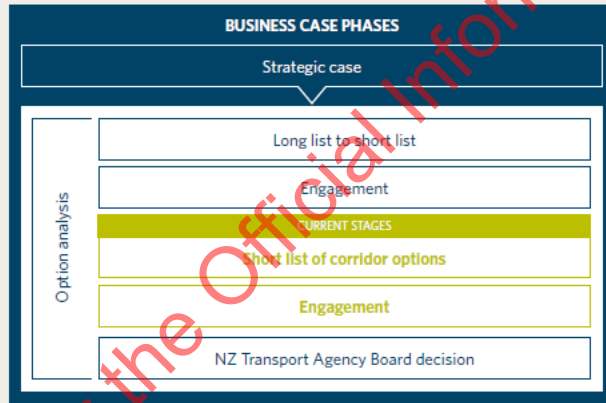 BUSINESS CASE PHASES
Strategic case
Option analysis
Long list to short list
Engagement
CURRENT STAGES
Short list of corridor options
Engagement
NZ Transport Agency Board decision
the Official Infor